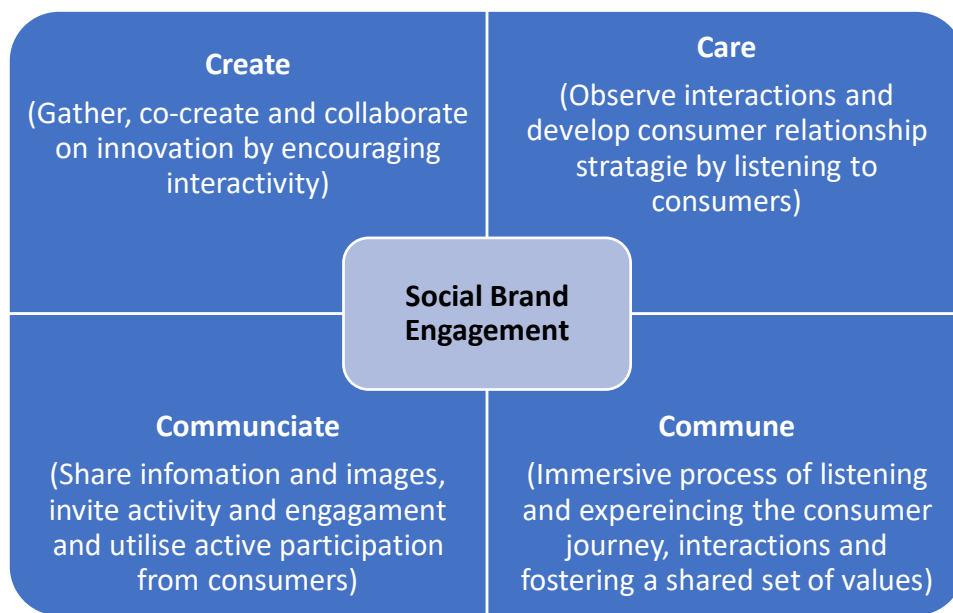 Create
(Gather, co-create and collaborate
on innovation by encouraging
interactivity)
Care
(Observe interactions and
develop consumer relationship
stratagie by listening to
consumers)
Social Brand
Engagement
Communciate
(Share infomation and images,
invite activity and engagament
and utilise active participation
from consumers)
Commune
(Immersive process of listening
and expereincing the consumer
journey, interactions and
fostering a shared set of values)